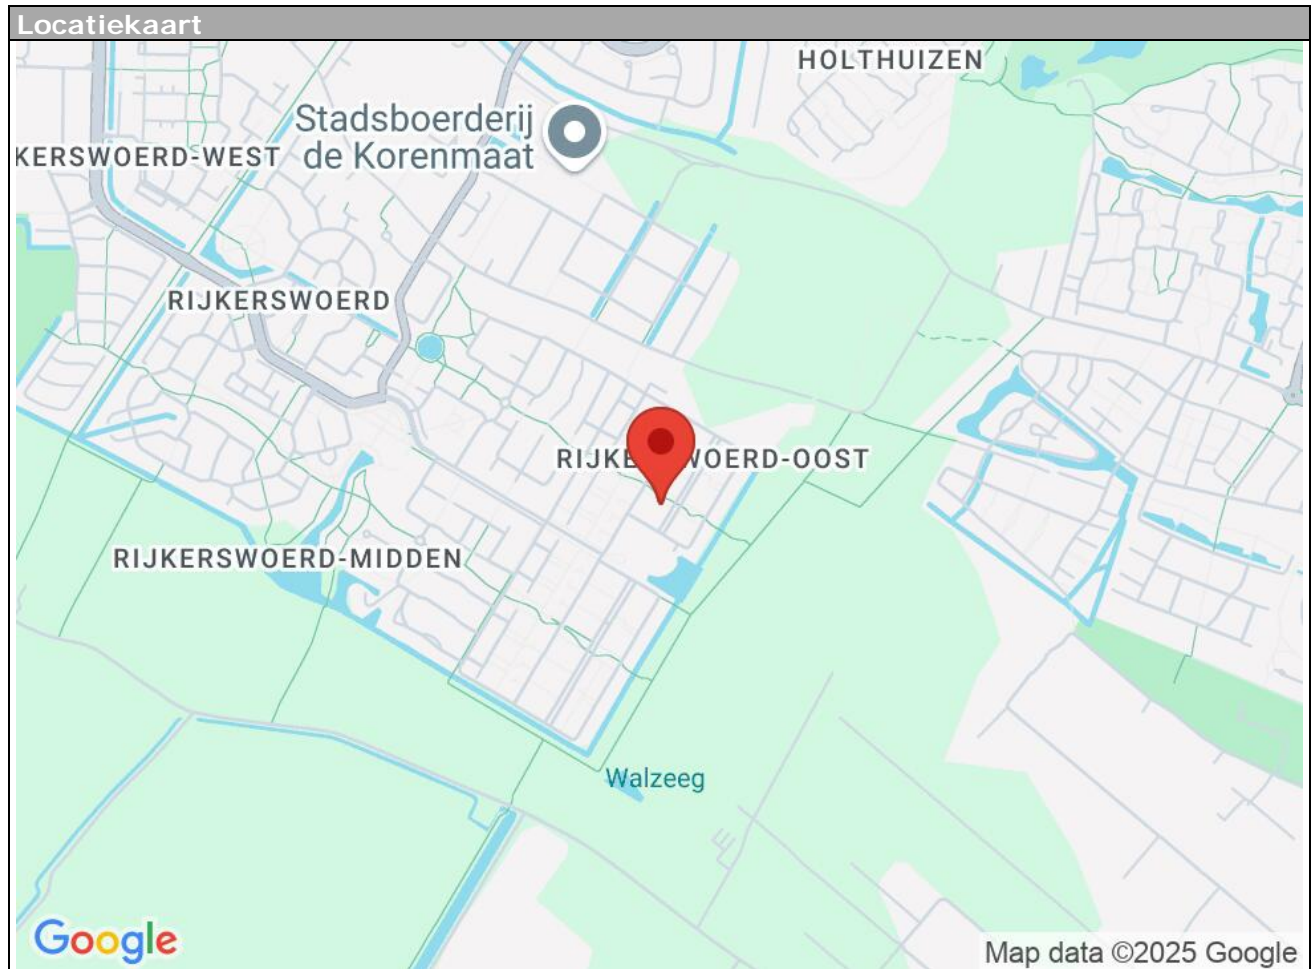 Locatiekaart
HOLTHUIZEN
Stadsboerderij
de Korenmaat
KERSWOERD-WEST
RIJKERSWOERD
RIJKE WOERD-OOST
RIJKERSWOERD-MIDDEN
Walzeeg
Google
Map data ©2025 Google